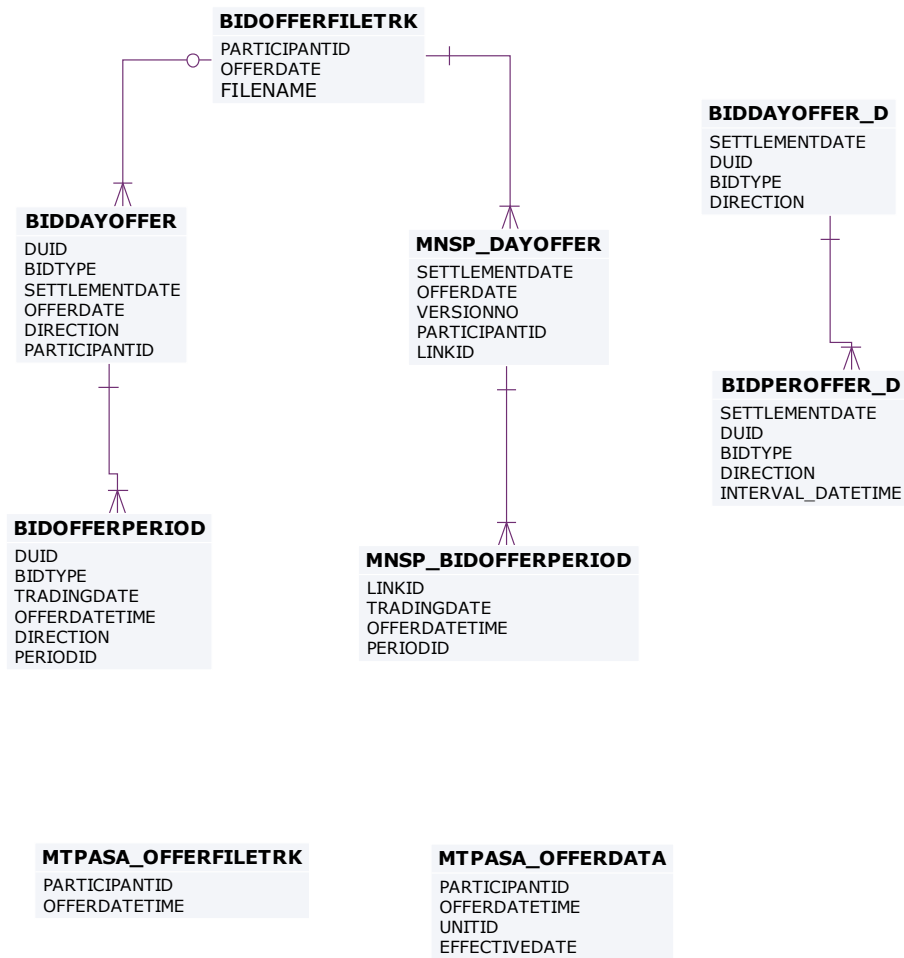 BIDOFFERFILETRK
PARTICIPANTID
OFFERDATE
FILENAME
BIDDAYOFFER_D
SETTLEMENTDATE
DUID
BIDTYPE
DIRECTION
BIDDAYOFFER
DUID
BIDTYPE
SETTLEMENTDATE
OFFERDATE
DIRECTION
PARTICIPANTID
MNSP_DAYOFFER
SETTLEMENTDATE
OFFERDATE
VERSIONNO
PARTICIPANTID
LINKID
BIDPEROFFER_D
SETTLEMENTDATE
DUID
BIDTYPE
DIRECTION
INTERVAL_DATETIME
BIDOFFERPERIOD
DUID
BIDTYPE
TRADINGDATE
OFFERDATETIME
DIRECTION
PERIODID
MNSP_BIDOFFERPERIOD
LINKID
TRADINGDATE
OFFERDATETIME
PERIODID
MTPASA_OFFERFILETRK
PARTICIPANTID
OFFERDATETIME
MTPASA_OFFERDATA
PARTICIPANTID
OFFERDATETIME
UNITID
EFFECTIVEDATE